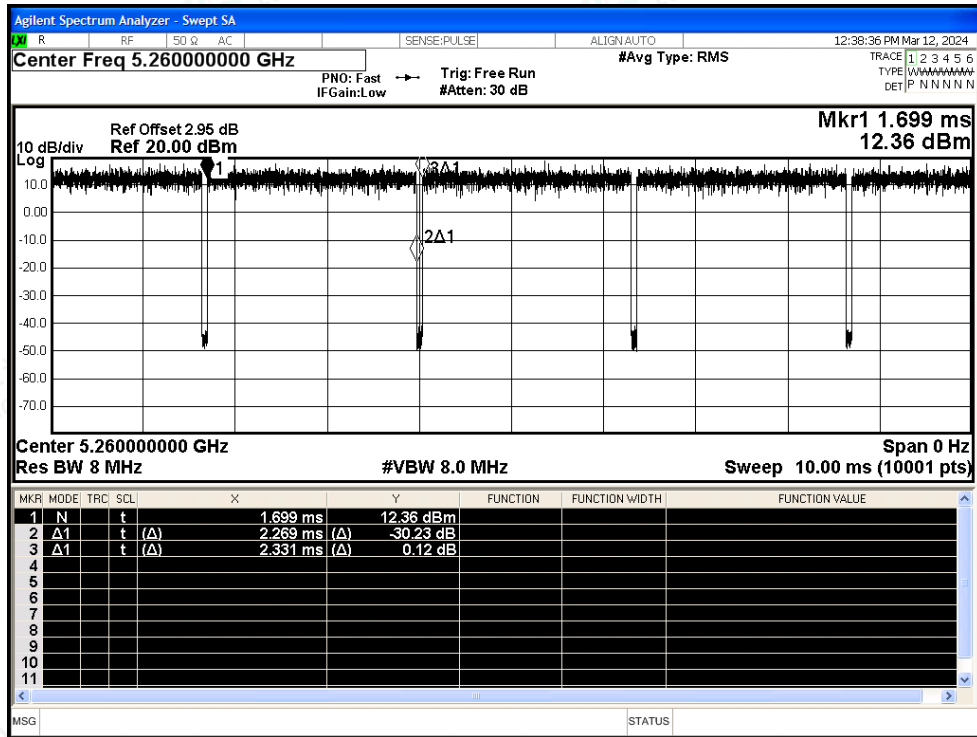 Agilent Spectrum Analyzer - Swept SA
LXI R RF 50 Ω AC SENSE:PULSE ALIGN AUTO 12:38:36 PM Mar 12, 2024
Center Freq 5.260000000 GHz #Avg Type: RMS TRACE 1 2 3 4 5 6
PNO: Fast Trig: Free Run TYPE WWWWWW
IFGain:Low #Atten: 30 dB DET P N N N N N
Mkr1 1.699 ms
Ref Offset 2.95 dB
10 dB/div Ref 20.00 dBm 12.36 dBm
Log
1 3Δ1
10.0
0.00
-10.0 2Δ1
-20.0
-30.0
-40.0
-50.0
-60.0
-70.0
Center 5.260000000 GHz Span 0 Hz
Res BW 8 MHz #VBW 8.0 MHz Sweep 10.00 ms (10001 pts)
MKR MODE TRC SCL X Y FUNCTION FUNCTION WIDTH FUNCTION VALUE
1 N t 1.699 ms 12.36 dBm
2 Δ1 t (Δ) 2.269 ms (Δ) -30.23 dB
3 Δ1 t (Δ) 2.331 ms (Δ) 0.12 dB
4
5
6
7
8
9
10
11
MSG STATUS